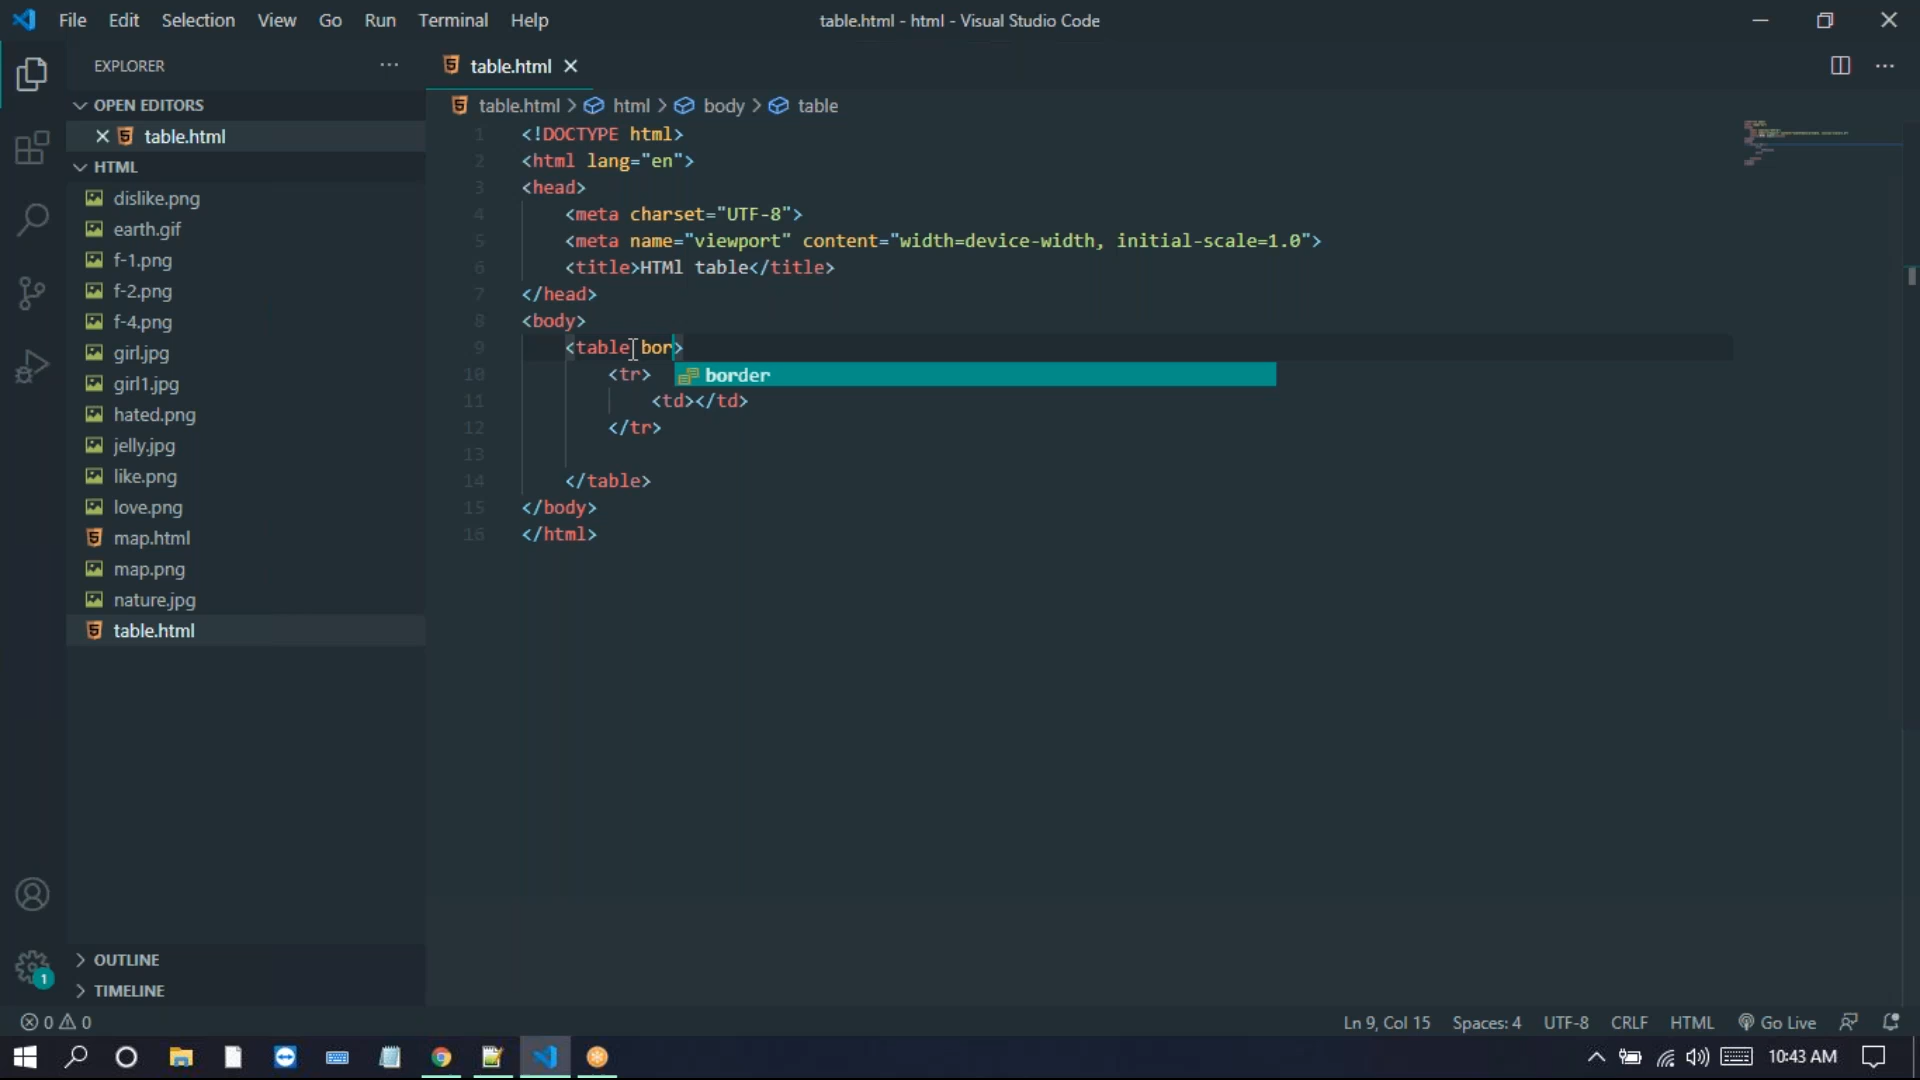 File Edit Selection View Go Run Terminal Help
table.html - html - Visual Studio Code
EXPLORER
table.html
OPEN EDITORS
table.html > html > body > table
table.html
HTML
dislike.png
earth.gif
f-1.png
f-2.png
f-4.png
girl.jpg
girl1.jpg
hated.png
jelly.jpg
like.png
love.png
map.html
map.png
nature.jpg
table.html
OUTLINE
TIMELINE
1 <!DOCTYPE html>
2 <html lang="en">
3 <head>
4 <meta charset="UTF-8">
5 <meta name="viewport" content="width=device-width, initial-scale=1.0">
6 <title>HTMl table</title>
7 </head>
8 <body>
9 <table bor>
border
10 <tr>
11 <td></td>
12 </tr>
13
14 </table>
15 </body>
16 </html>
1
0 0
Ln 9, Col 15 Spaces: 4 UTF-8 CRLF HTML Go Live
10:43 AM